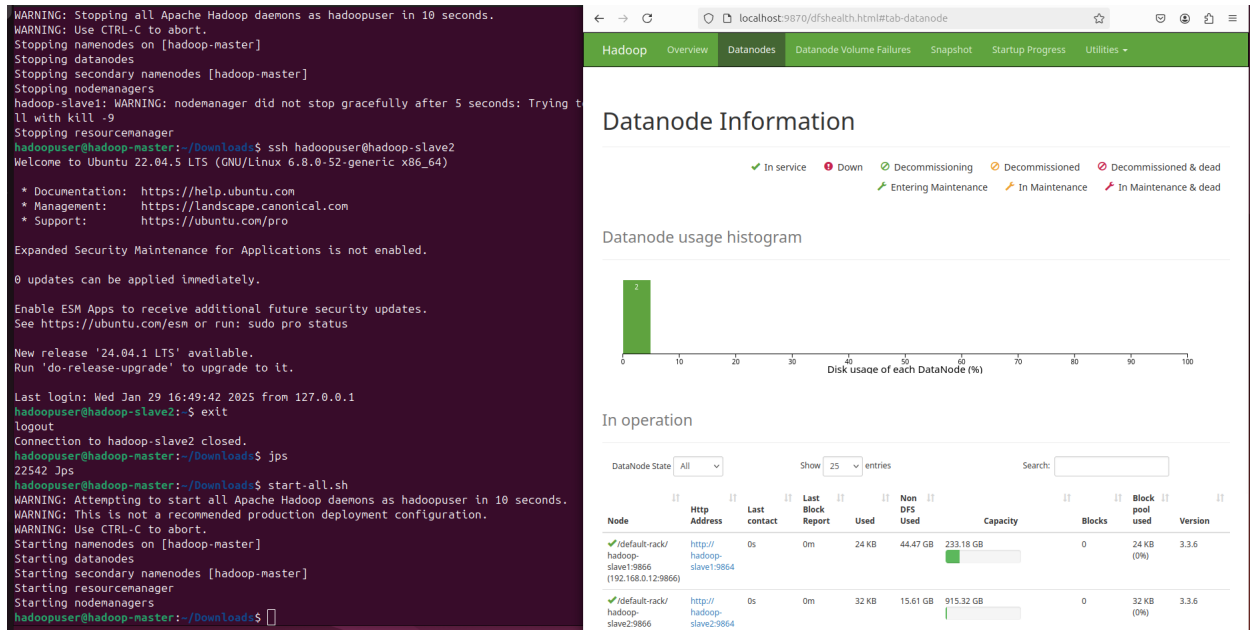 WARNING: Stopping all Apache Hadoop daemons as hadoopuser in 10 seconds.
WARNING: Use CTRL-C to abort.
Stopping namenodes on [hadoop-master]
Stopping datanodes
Stopping secondary namenodes [hadoop-master]
Stopping nodemanagers
hadoop-slave1: WARNING: nodemanager did not stop gracefully after 5 seconds: Trying t
ll with kill -9
Stopping resourcemanager
hadoopuser@hadoop-master:~/Downloads$ ssh hadoopuser@hadoop-slave2
Welcome to Ubuntu 22.04.5 LTS (GNU/Linux 6.8.0-52-generic x86_64)
* Documentation: https://help.ubuntu.com
* Management: https://landscape.canonical.com
* Support: https://ubuntu.com/pro
Expanded Security Maintenance for Applications is not enabled.
0 updates can be applied immediately.
Enable ESM Apps to receive additional future security updates.
See https://ubuntu.com/esm or run: sudo pro status
New release '24.04.1 LTS' available.
Run 'do-release-upgrade' to upgrade to it.
Last login: Wed Jan 29 16:49:42 2025 from 127.0.0.1
hadoopuser@hadoop-slave2:~$ exit
logout
Connection to hadoop-slave2 closed.
hadoopuser@hadoop-master:~/Downloads$ jps
22542 Jps
hadoopuser@hadoop-master:~/Downloads$ start-all.sh
WARNING: Attempting to start all Apache Hadoop daemons as hadoopuser in 10 seconds.
WARNING: This is not a recommended production deployment configuration.
WARNING: Use CTRL-C to abort.
Starting namenodes on [hadoop-master]
Starting datanodes
Starting secondary namenodes [hadoop-master]
Starting resourcemanager
Starting nodemanagers
hadoopuser@hadoop-master:~/Downloads$
localhost:9870/dfshealth.html#tab-datanode
Hadoop Overview Datanodes Datanode Volume Failures Snapshot Startup Progress Utilities
Datanode Information
In service Down Decommissioning Decommissioned Decommissioned & dead
Entering Maintenance In Maintenance In Maintenance & dead
Datanode usage histogram
2
0 10 20 30 40 50 60 70 80 90 100
Disk usage of each DataNode (%)
In operation
DataNode State All Show 25 entries Search:
Node Http Address Last contact Last Block Report Used Non DFS Used Capacity Blocks Block pool used Version
/default-rack/ http:// 0s 0m 24 KB 44.47 GB 233.18 GB 0 24 KB 3.3.6
hadoop- hadoop- (0%)
slave1:9866 slave1:9864
(192.168.0.12:9866)
/default-rack/ http:// 0s 0m 32 KB 15.61 GB 915.32 GB 0 32 KB 3.3.6
hadoop- hadoop- (0%)
slave2:9866 slave2:9864